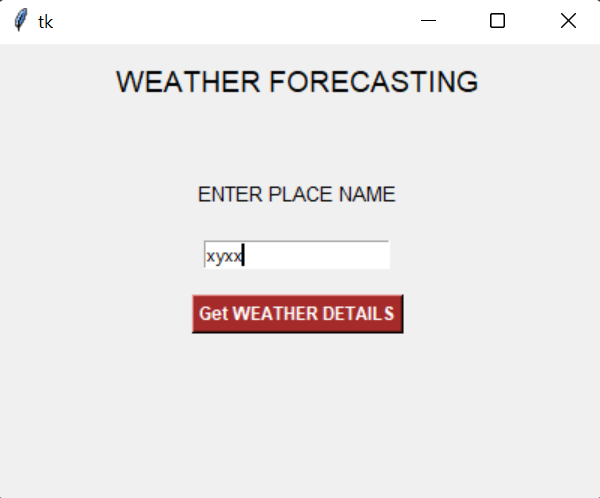 tk
WEATHER FORECASTING
ENTER PLACE NAME
xyxx
Get WEATHER DETAILS